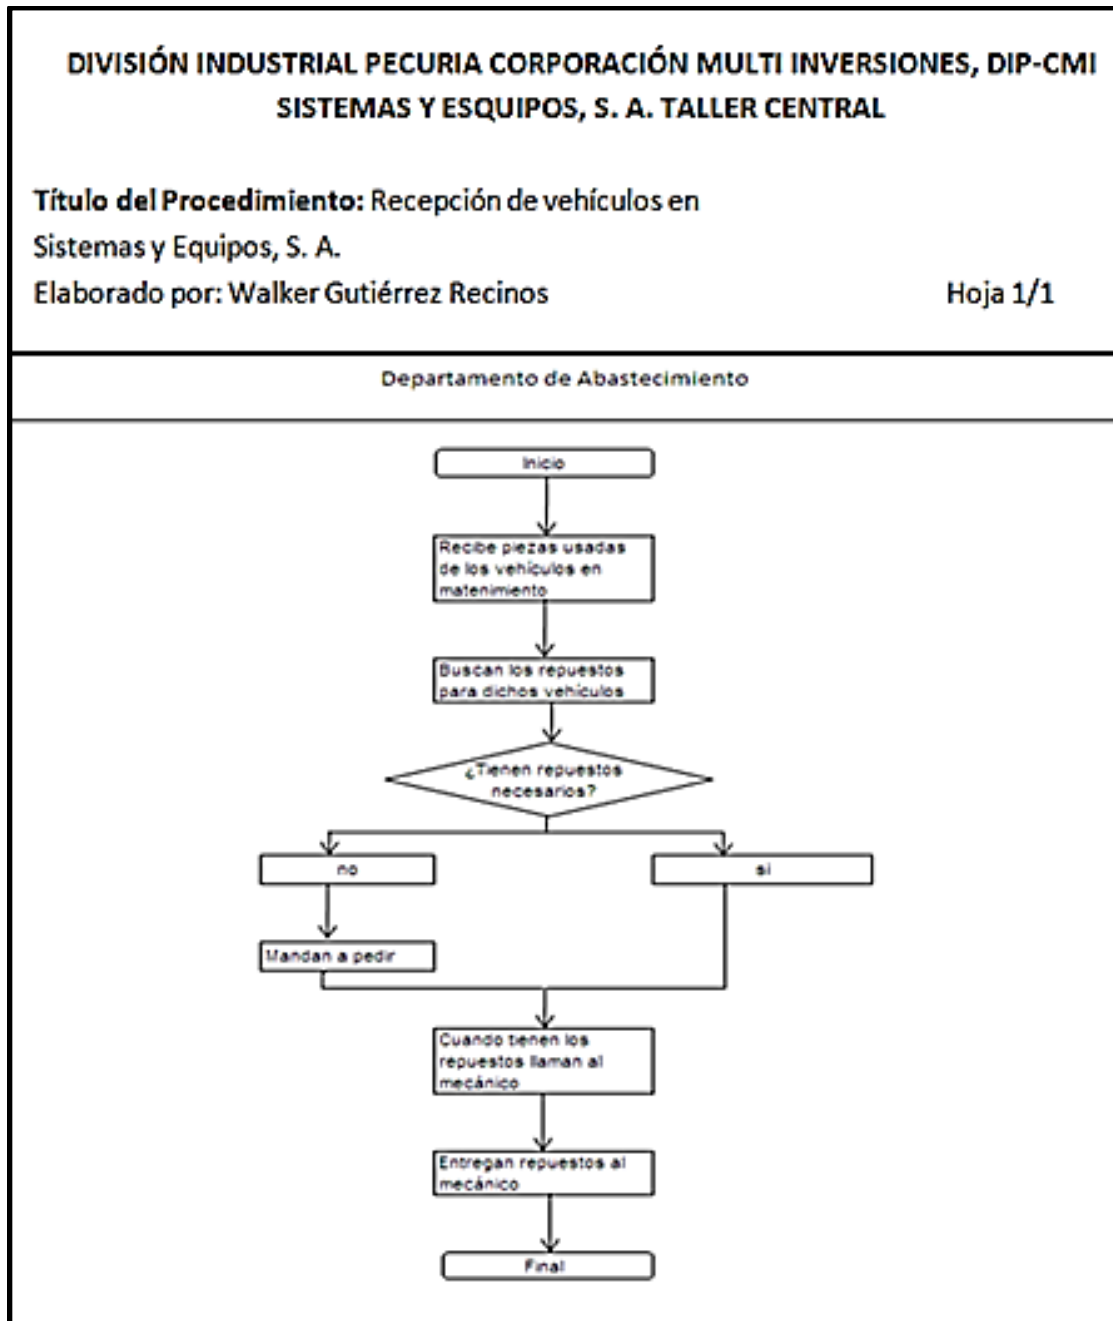 DIVISIÓN INDUSTRIAL PECURIA CORPORACIÓN MULTI INVERSIONES, DIP-CMI
SISTEMAS Y ESQUIPOS, S. A. TALLER CENTRAL
Título del Procedimiento: Recepción de vehículos en
Sistemas y Equipos, S. A.
Elaborado por: Walker Gutiérrez Recinos Hoja 1/1
Departamento de Abastecimiento
Inicio
Recibe piezas usadas
de los vehículos en
matenimiento
Buscan los repuestos
para dichos vehículos
¿Tienen repuestos
necesarios?
no
si
Mandan a pedir
Cuando tienen los
repuestos llaman al
mecánico
Entregan repuestos al
mecánico
Final